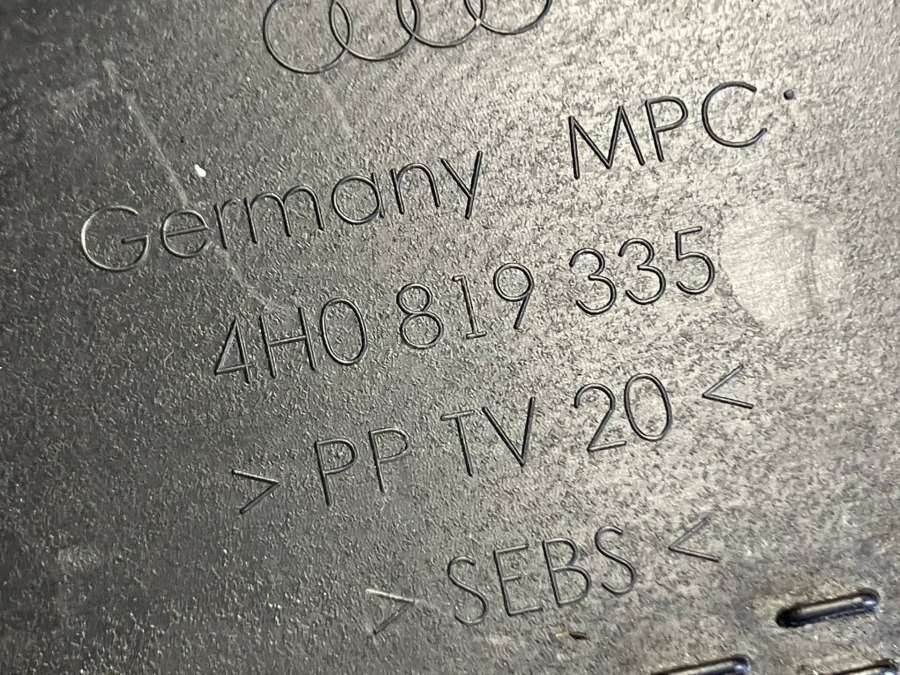 Germany MPC
4H0 819 335
> PP TV 20 <
> SEBS <